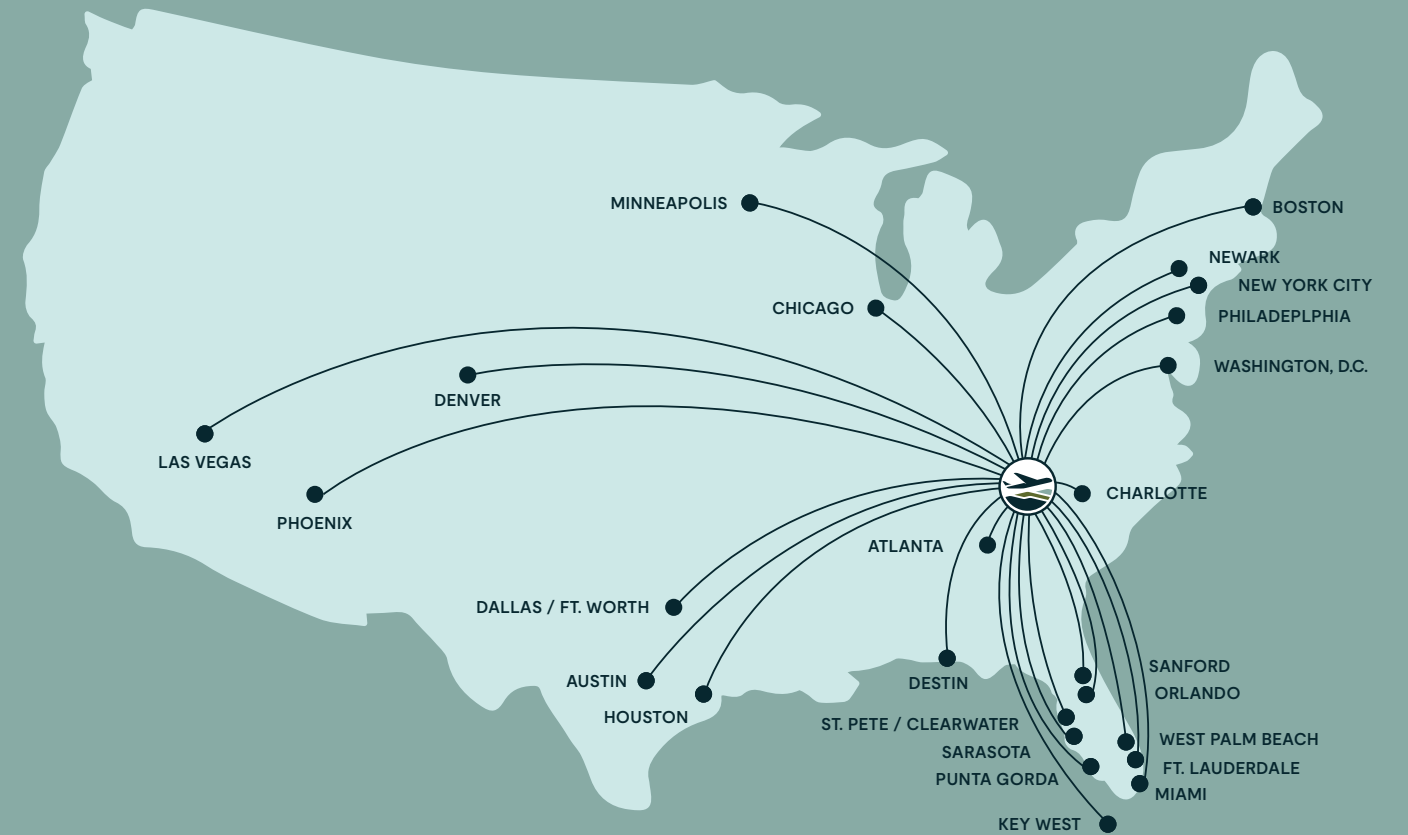 MINNEAPOLIS
BOSTON
NEWARK
NEW YORK CITY
CHICAGO
PHILADEPLPHIA
WASHINGTON, D.C.
DENVER
LAS VEGAS
CHARLOTTE
PHOENIX
ATLANTA
DALLAS / FT. WORTH
SANFORD
AUSTIN
DESTIN
ORLANDO
HOUSTON
ST. PETE / CLEARWATER
WEST PALM BEACH
SARASOTA
FT. LAUDERDALE
PUNTA GORDA
MIAMI
KEY WEST